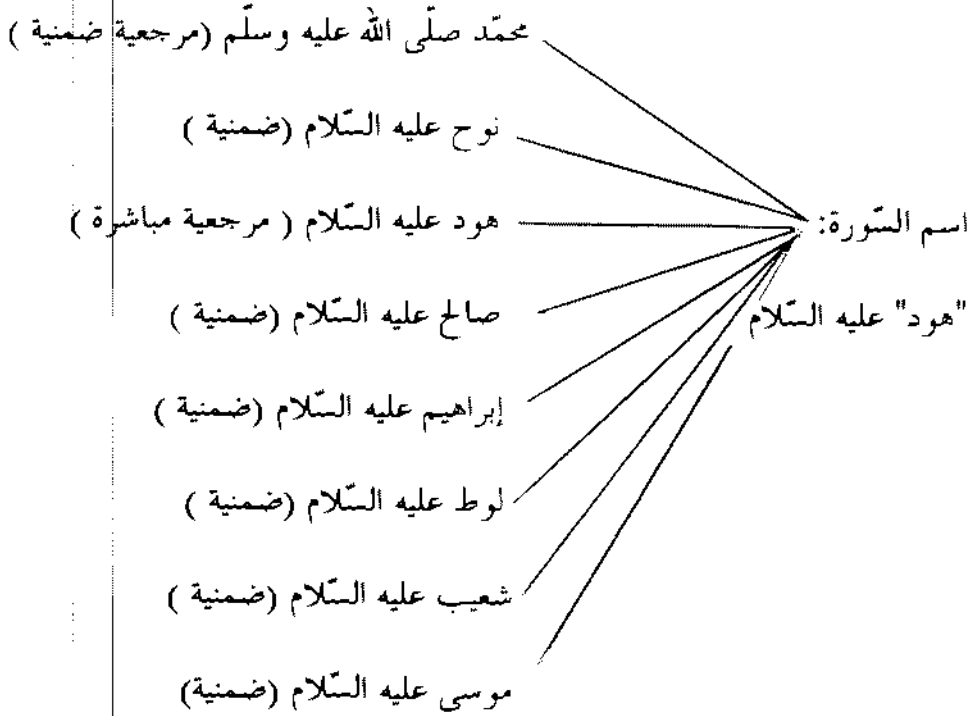 محمّد صلّى الله عليه وسلّم (مرجعية ضمنية )
نوح عليه السّلام (ضمنية )
اسم السّورة:
هود عليه السّلام ( مرجعية مباشرة )
"هود" عليه السّلام
صالح عليه السّلام (ضمنية )
إبراهيم عليه السّلام (ضمنية )
لوط عليه السّلام (ضمنية )
شعيب عليه السّلام (ضمنية )
موسى عليه السّلام (ضمنية)